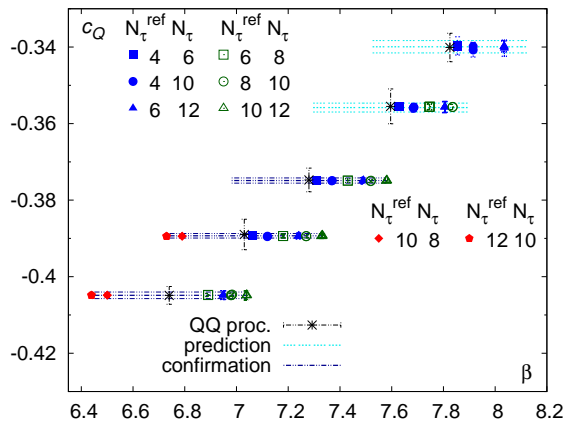 -0.34
-0.36
-0.38
-0.4
-0.42
c_Q N_τ^ref N_τ N_τ^ref N_τ
4 6 6 8
4 10 8 10
6 12 10 12
N_τ^ref N_τ N_τ^ref N_τ
10 8 12 10
QQ proc.
prediction
confirmation
β
6.4 6.6 6.8 7 7.2 7.4 7.6 7.8 8 8.2